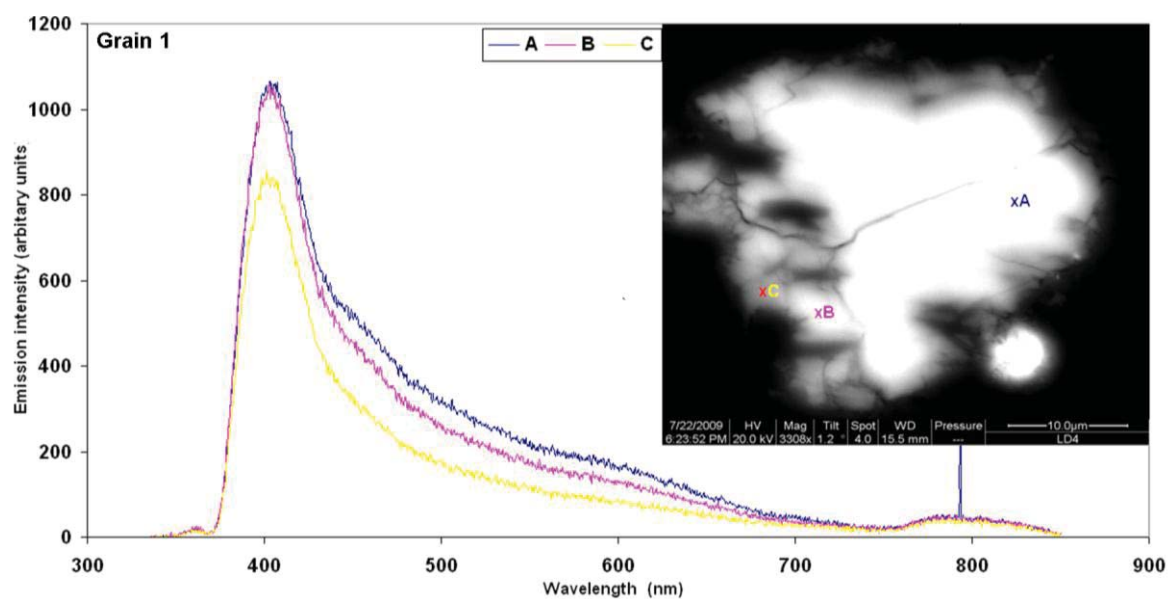 Grain 1
A B C
1200
1000
800
600
400
200
0
Emission intensity (arbitary units
300 400 500 600 700 800 900
Wavelength (nm)
xA
xC
xB
7/22/2009 HV Mag Tilt Spot WD Pressure 10.0µm
6:23:52 PM 20.0 kV 3308x 1.2 ° 4.0 15.5 mm --- LD4